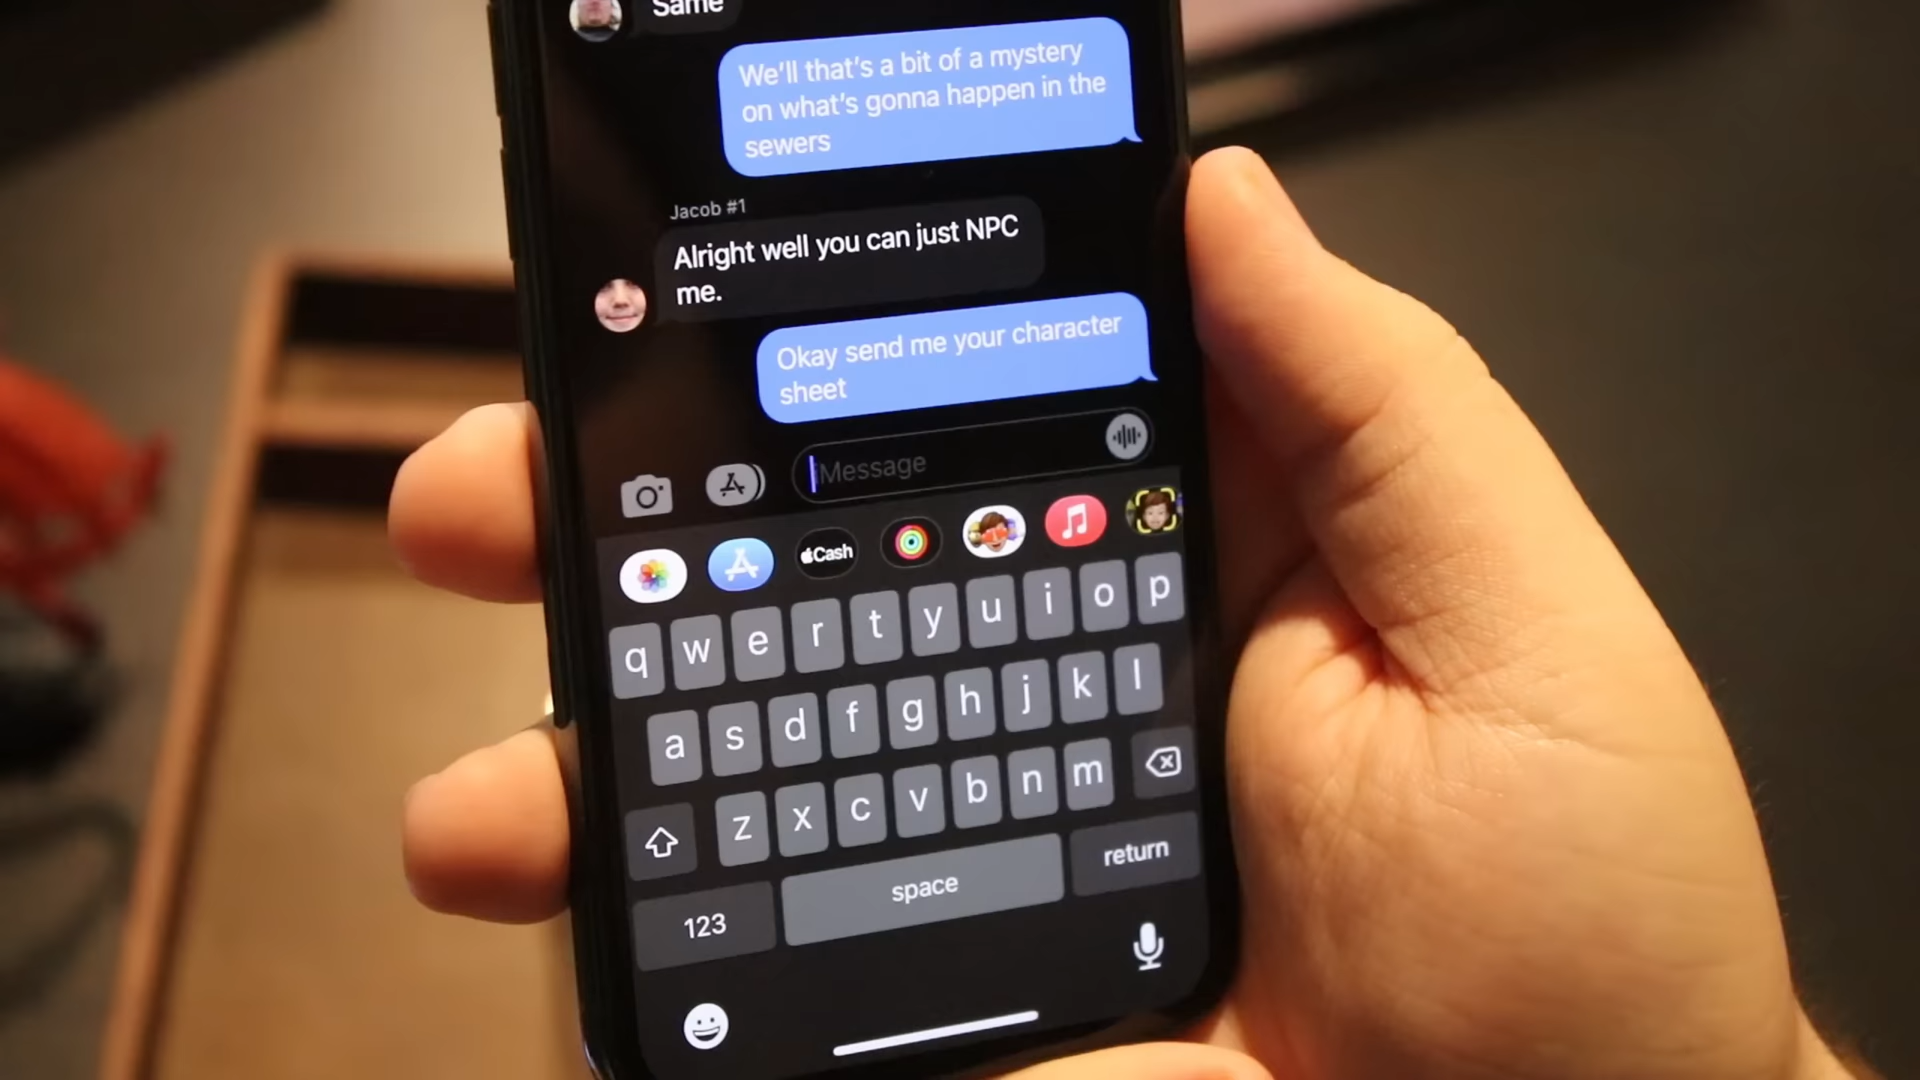 Same
We'll that's a bit of a mystery
on what's gonna happen in the
sewers
Jacob #1
Alright well you can just NPC
me.
Okay send me your character
sheet
iMessage
Cash
q w e r t y u i o p
a s d f g h j k l
z x c v b n m
123 space return